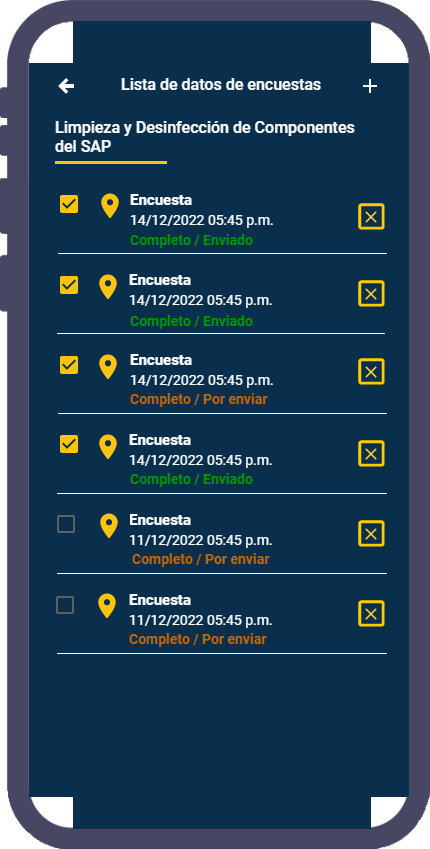 Lista de datos de encuestas
Limpieza y Desinfección de Componentes
del SAP
Encuesta
14/12/2022 05:45 p.m.
Completo / Enviado
Encuesta
14/12/2022 05:45 p.m.
Completo / Enviado
Encuesta
14/12/2022 05:45 p.m.
Completo / Por enviar
Encuesta
14/12/2022 05:45 p.m.
Completo / Enviado
Encuesta
11/12/2022 05:45 p.m.
Completo / Por enviar
Encuesta
11/12/2022 05:45 p.m.
Completo / Por enviar